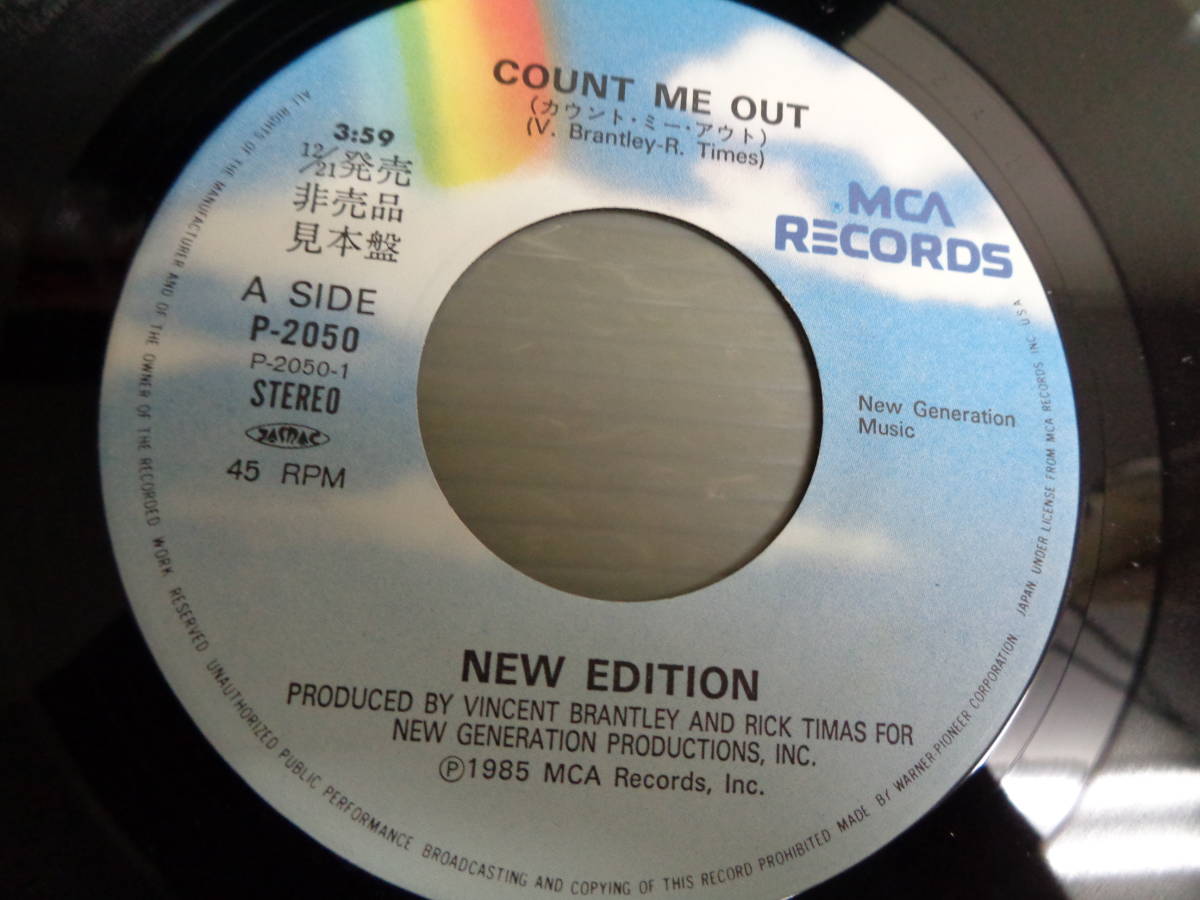 COUNT ME OUT
(カウント・ミー・アウト)
(V. Brantley-R. Times)
3:59
12/21発売
非売品
見本盤
A SIDE
P-2050
P-2050-1
STEREO
JASRAC
45 RPM
MCA
RECORDS
New Generation
Music
NEW EDITION
PRODUCED BY VINCENT BRANTLEY AND RICK TIMAS FOR
NEW GENERATION PRODUCTIONS, INC.
Ⓟ1985 MCA Records, Inc.
ALL RIGHTS OF THE MANUFACTURER AND OF THE OWNER OF THE RECORDED WORK RESERVED UNAUTHORIZED PUBLIC PERFORMANCE BROADCASTING AND COPYING OF THIS RECORD PROHIBITED MADE BY WARNER-PIONEER CORPORATION JAPAN UNDER LICENSE FROM MCA RECORDS INC USA